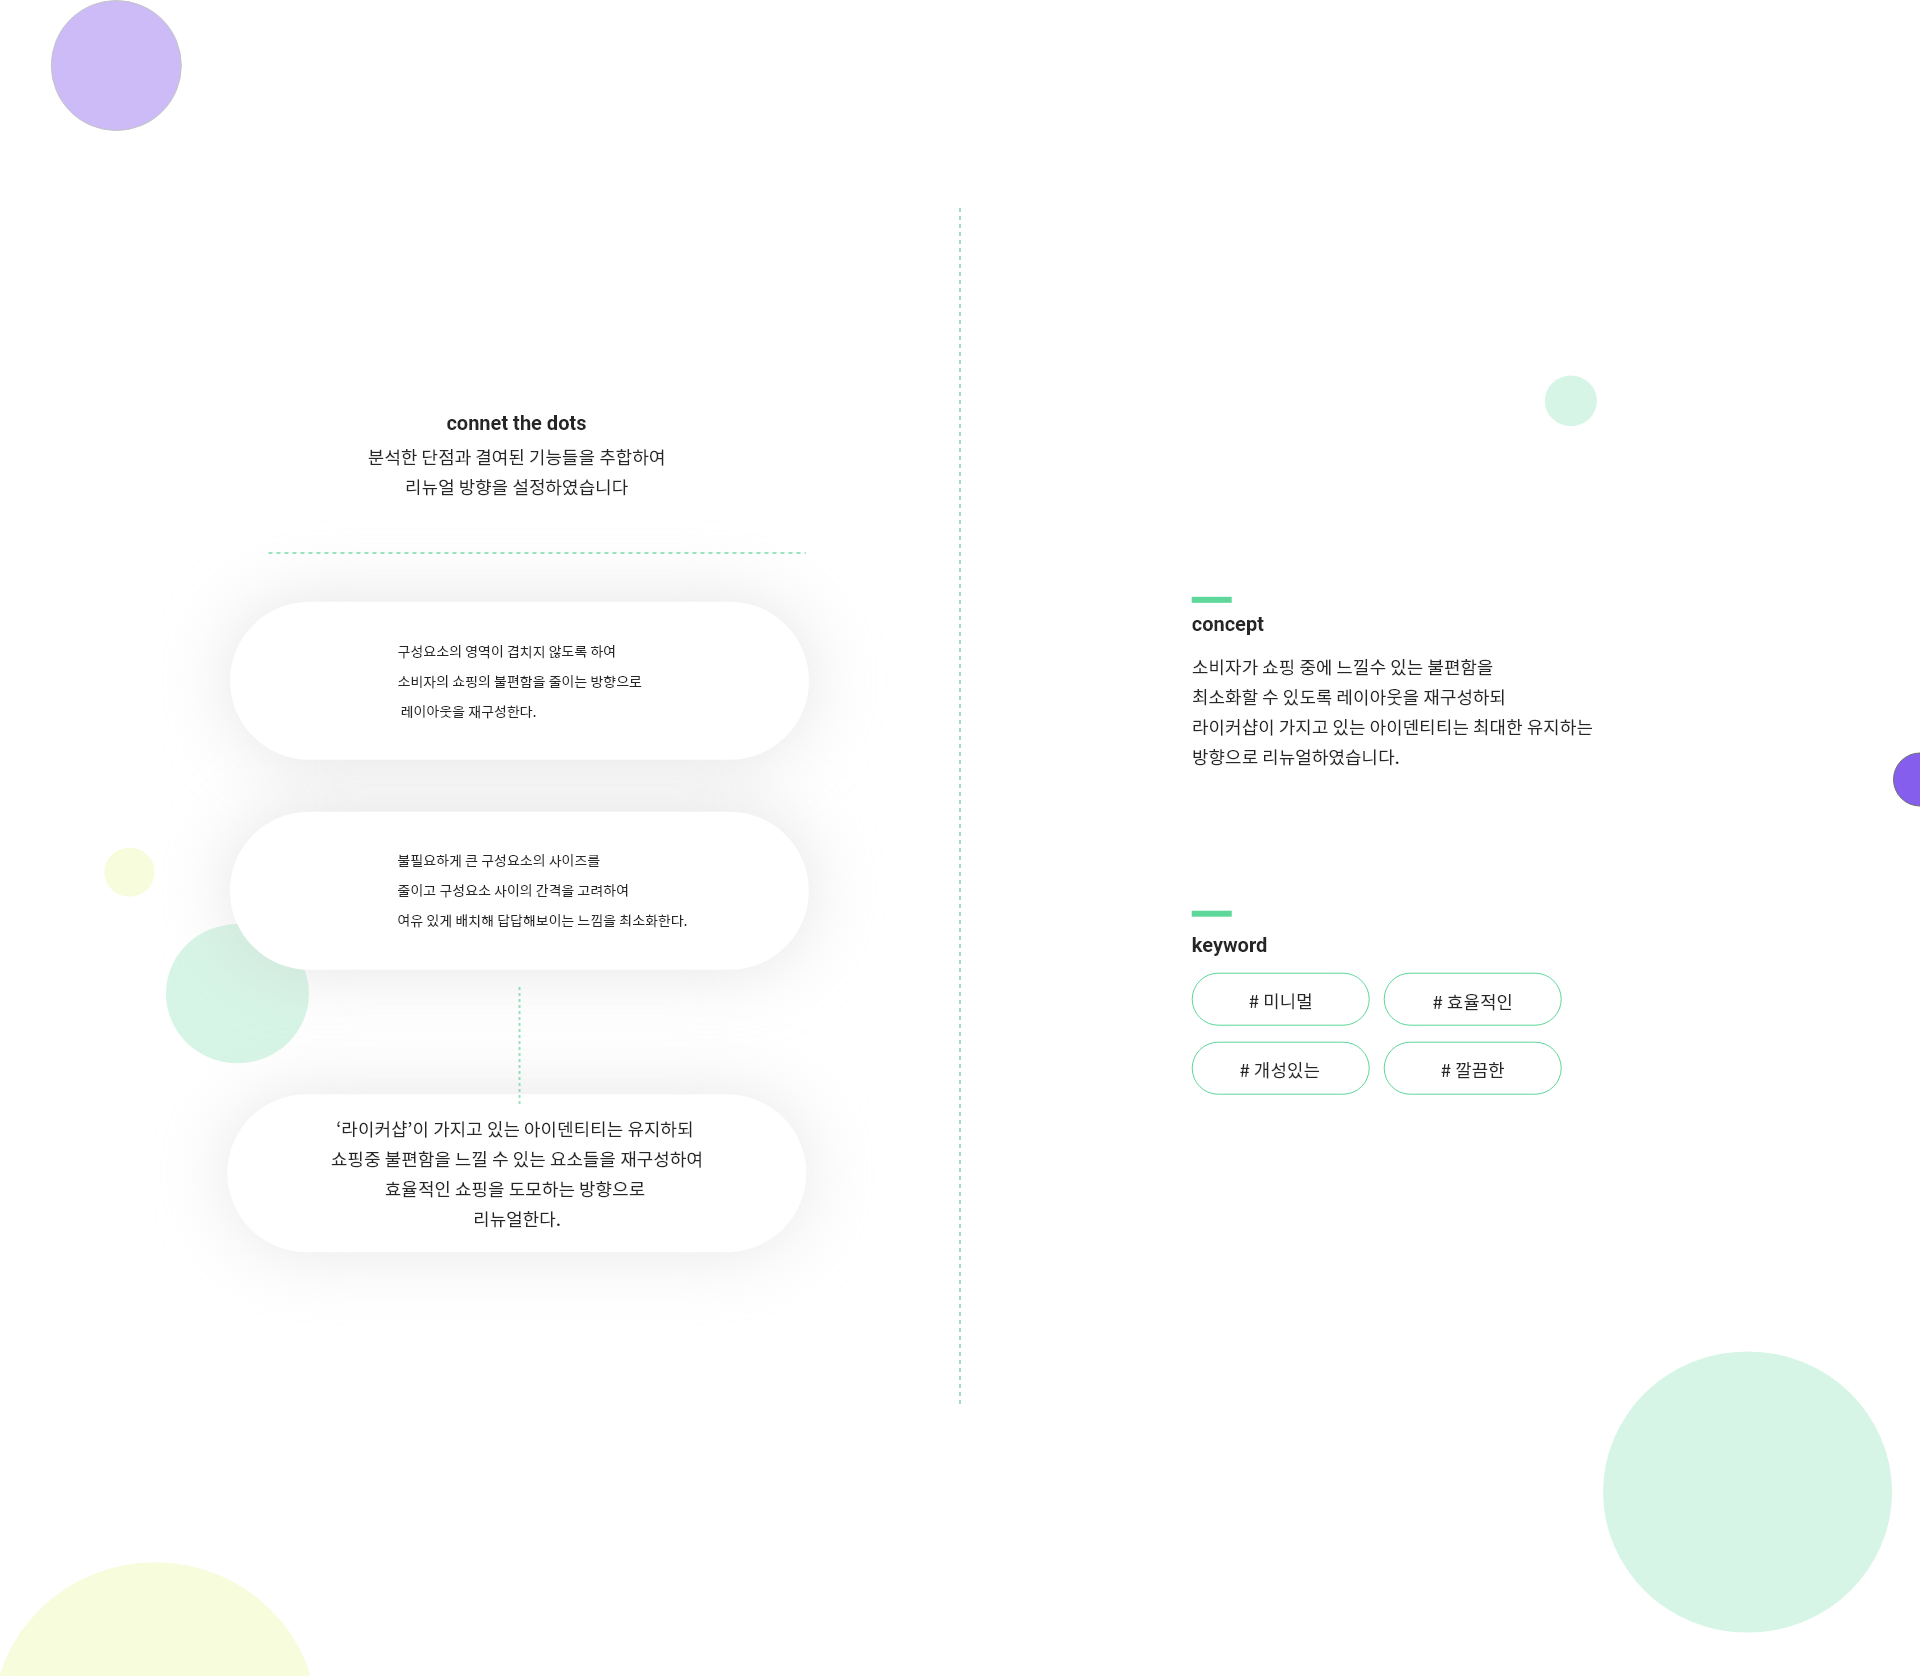 connet the dots
분석한 단점과 결여된 기능들을 추합하여
리뉴얼 방향을 설정하였습니다
구성요소의 영역이 겹치지 않도록 하여
소비자의 쇼핑의 불편함을 줄이는 방향으로
레이아웃을 재구성한다.
불필요하게 큰 구성요소의 사이즈를
줄이고 구성요소 사이의 간격을 고려하여
여유 있게 배치해 답답해보이는 느낌을 최소화한다.
‘라이커샵’이 가지고 있는 아이덴티티는 유지하되
쇼핑중 불편함을 느낄 수 있는 요소들을 재구성하여
효율적인 쇼핑을 도모하는 방향으로
리뉴얼한다.
concept
소비자가 쇼핑 중에 느낄수 있는 불편함을
최소화할 수 있도록 레이아웃을 재구성하되
라이커샵이 가지고 있는 아이덴티티는 최대한 유지하는
방향으로 리뉴얼하였습니다.
keyword
# 미니멀
# 효율적인
# 개성있는
# 깔끔한